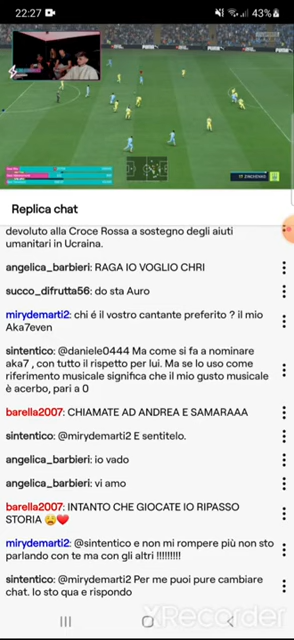 22:27
43%
17 ZINCHENKO
Replica chat
devoluto alla Croce Rossa a sostegno degli aiuti
umanitari in Ucraina.
angelica_barbieri: RAGA IO VOGLIO CHRI
succo_difrutta56: do sta Auro
mirydemarti2: chi é il vostro cantante preferito ? il mio
Aka7even
sintentico: @daniele0444 Ma come si fa a nominare
aka7 , con tutto il rispetto per lui. Ma se lo uso come
riferimento musicale significa che il mio gusto musicale
è acerbo, pari a 0
barella2007: CHIAMATE AD ANDREA E SAMARAAA
sintentico: @mirydemarti2 E sentitelo.
angelica_barbieri: io vado
angelica_barbieri: vi amo
barella2007: INTANTO CHE GIOCATE IO RIPASSO
STORIA 😩❤️
mirydemarti2: @sintentico e non mi rompere più non sto
parlando con te ma con gli altri !!!!!!!!!
sintentico: @mirydemarti2 Per me puoi pure cambiare
chat. Io sto qua e rispondo
XRecorder